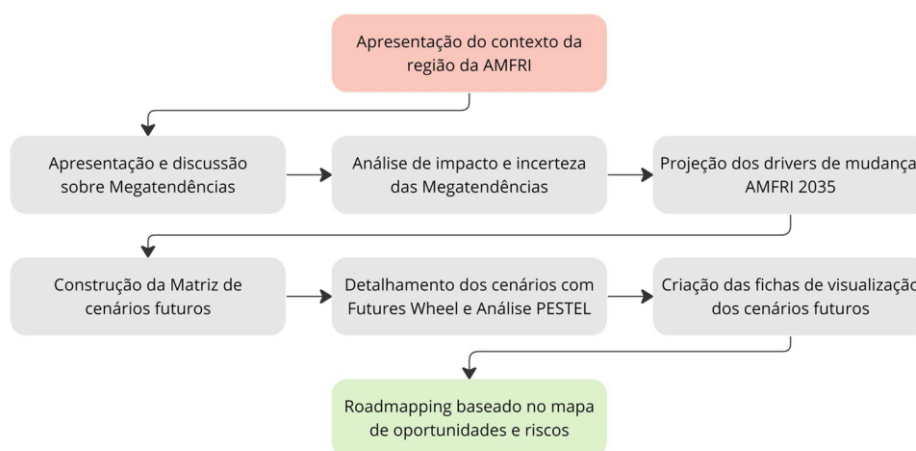 Apresentação do contexto da
região da AMFRI
Apresentação e discussão
sobre Megatendências
Análise de impacto e incerteza
das Megatendências
Projeção dos drivers de mudança
AMFRI 2035
Construção da Matriz de
cenários futuros
Detalhamento dos cenários com
Futures Wheel e Análise PESTEL
Criação das fichas de visualização
dos cenários futuros
Roadmapping baseado no mapa
de oportunidades e riscos